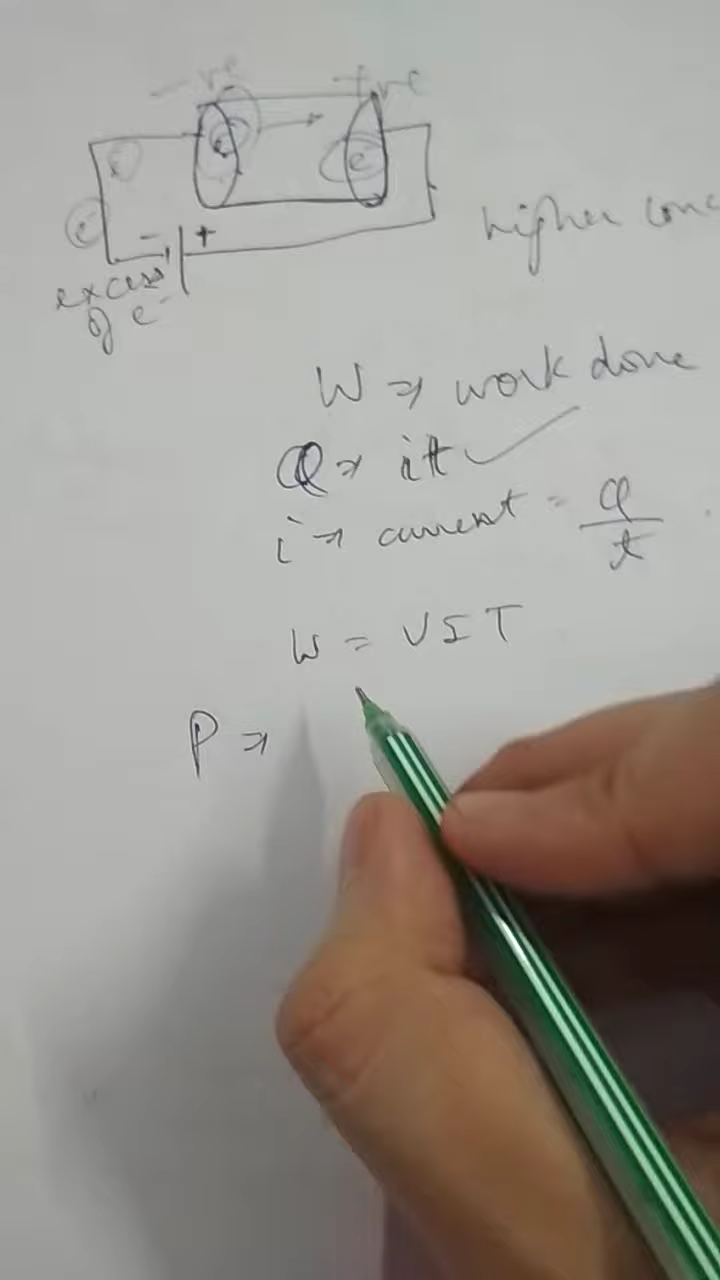 -ve +ve
e
e e e
- +
excess
of e-
higher conc
W => work done
Q => it
i => current = Q/t
W = VIT
P =>